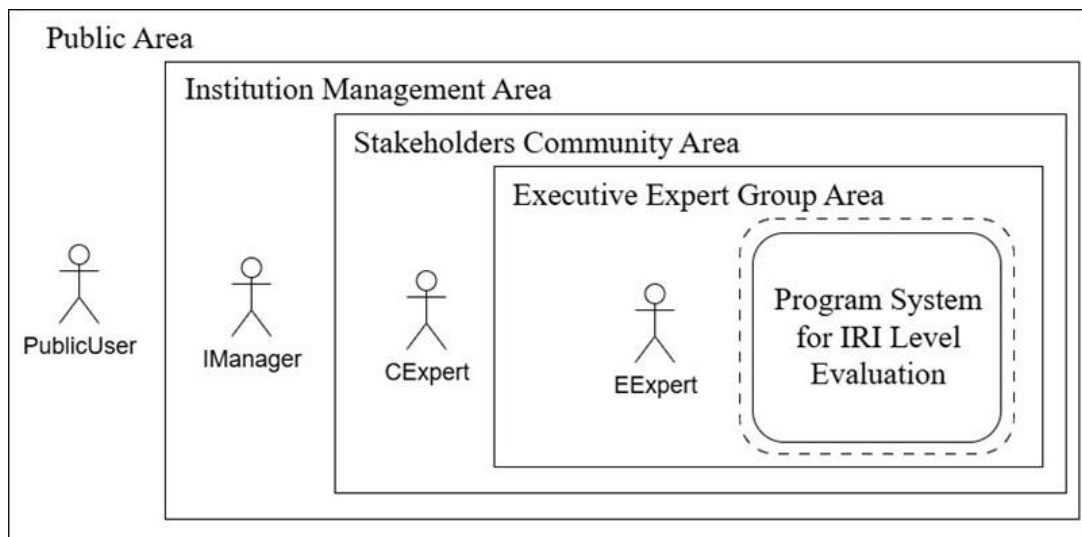 Public Area
Institution Management Area
Stakeholders Community Area
Executive Expert Group Area
PublicUser
IManager
CExpert
EExpert
Program System
for IRI Level
Evaluation